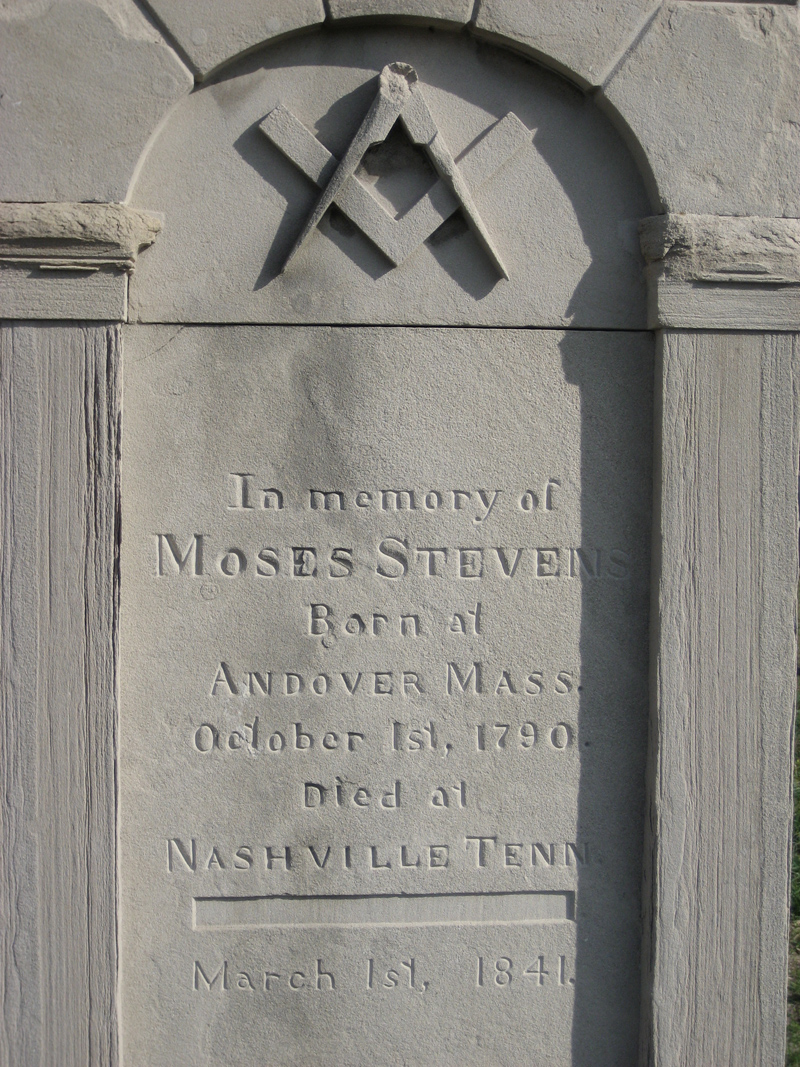 In memory of
MOSES STEVENS
Born at
ANDOVER MASS.
October 1st, 1790.
Died at
NASHVILLE TENN.
March 1st, 1841.